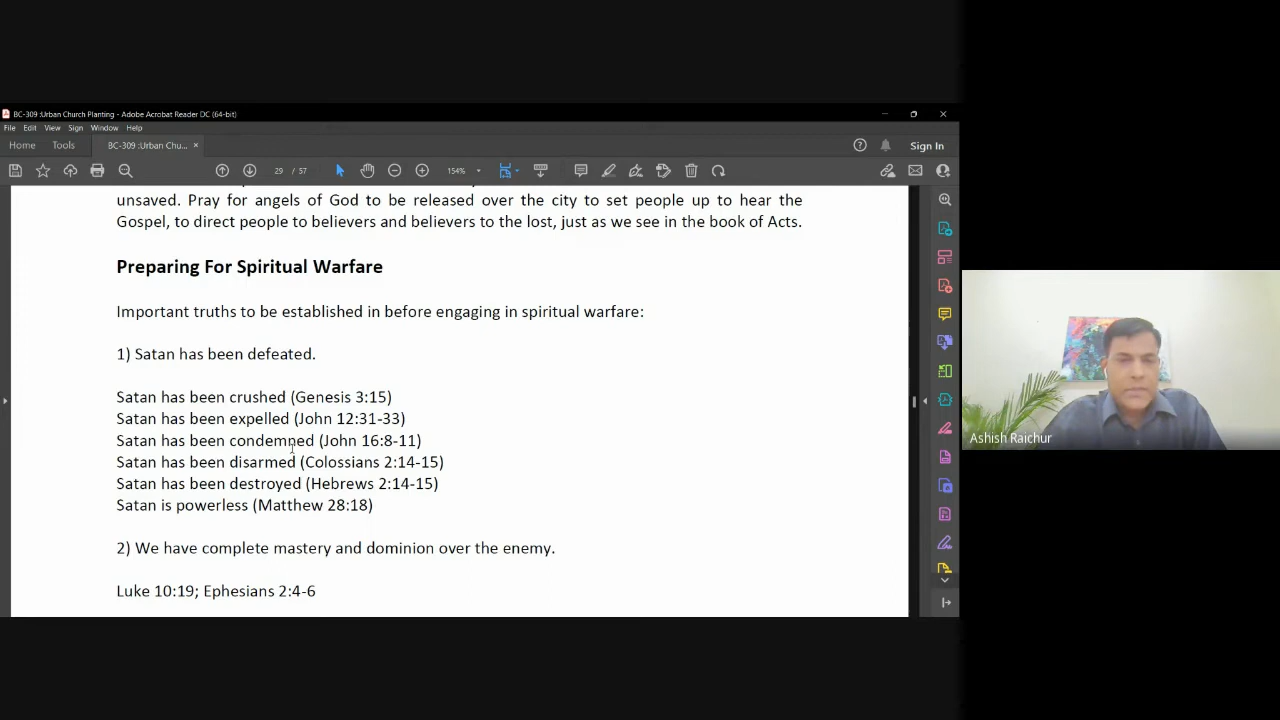 BC-309 :Urban Church Planting - Adobe Acrobat Reader DC (64-bit)
File Edit View Sign Window Help
Home Tools BC-309 :Urban Chu... × Sign In
29 / 57 154%
unsaved. Pray for angels of God to be released over the city to set people up to hear the
Gospel, to direct people to believers and believers to the lost, just as we see in the book of Acts.
Preparing For Spiritual Warfare
Important truths to be established in before engaging in spiritual warfare:
1) Satan has been defeated.
Satan has been crushed (Genesis 3:15)
Satan has been expelled (John 12:31-33)
Satan has been condemned (John 16:8-11)
Satan has been disarmed (Colossians 2:14-15)
Satan has been destroyed (Hebrews 2:14-15)
Satan is powerless (Matthew 28:18)
2) We have complete mastery and dominion over the enemy.
Luke 10:19; Ephesians 2:4-6
Ashish Raichur